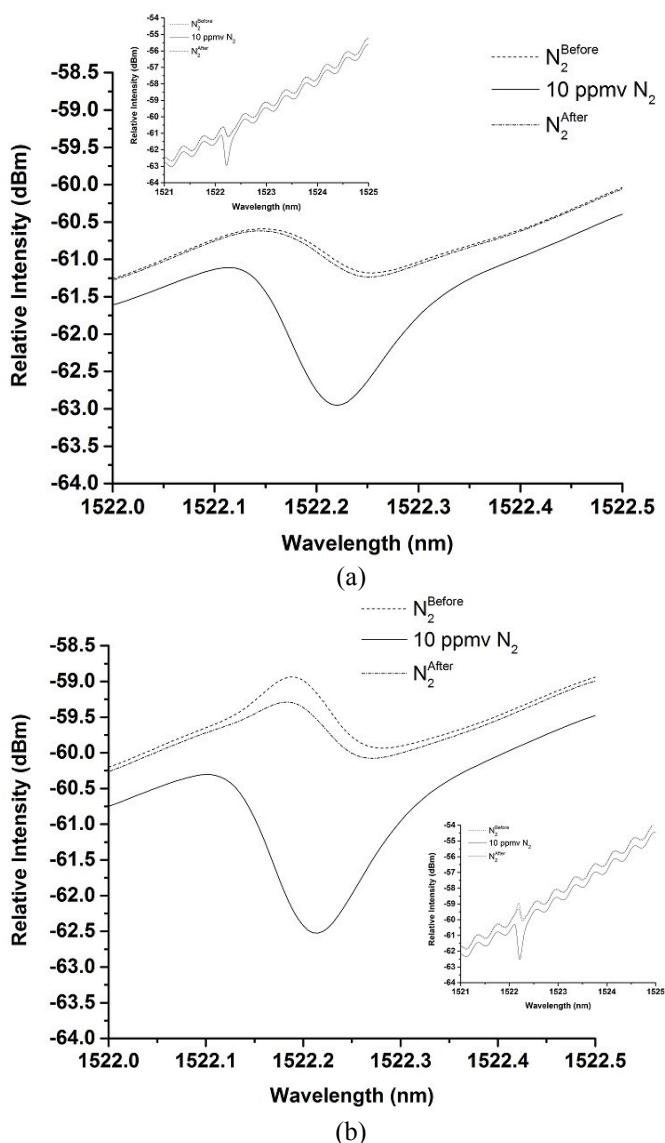 -54
-55
-56
-57
-58
-59
-60
-61
-62
-63
-64
Relative Intensity (dBm)
N2Before
10 ppmv N2
N2After
1521 1522 1523 1524 1525
Wavelength (nm)
N2Before
10 ppmv N2
N2After
-58.5
-59.0
-59.5
-60.0
-60.5
-61.0
-61.5
-62.0
-62.5
-63.0
-63.5
-64.0
Relative Intensity (dBm)
1522.0 1522.1 1522.2 1522.3 1522.4 1522.5
Wavelength (nm)
(a)
N2Before
10 ppmv N2
N2After
-58.5
-59.0
-59.5
-60.0
-60.5
-61.0
-61.5
-62.0
-62.5
-63.0
-63.5
-64.0
Relative Intensity (dBm)
-54
-55
-56
-57
-58
-59
-60
-61
-62
-63
-64
Relative Intensity (dBm)
N2Before
10 ppmv N2
N2After
1521 1522 1523 1524 1525
Wavelength (nm)
1522.0 1522.1 1522.2 1522.3 1522.4 1522.5
Wavelength (nm)
(b)